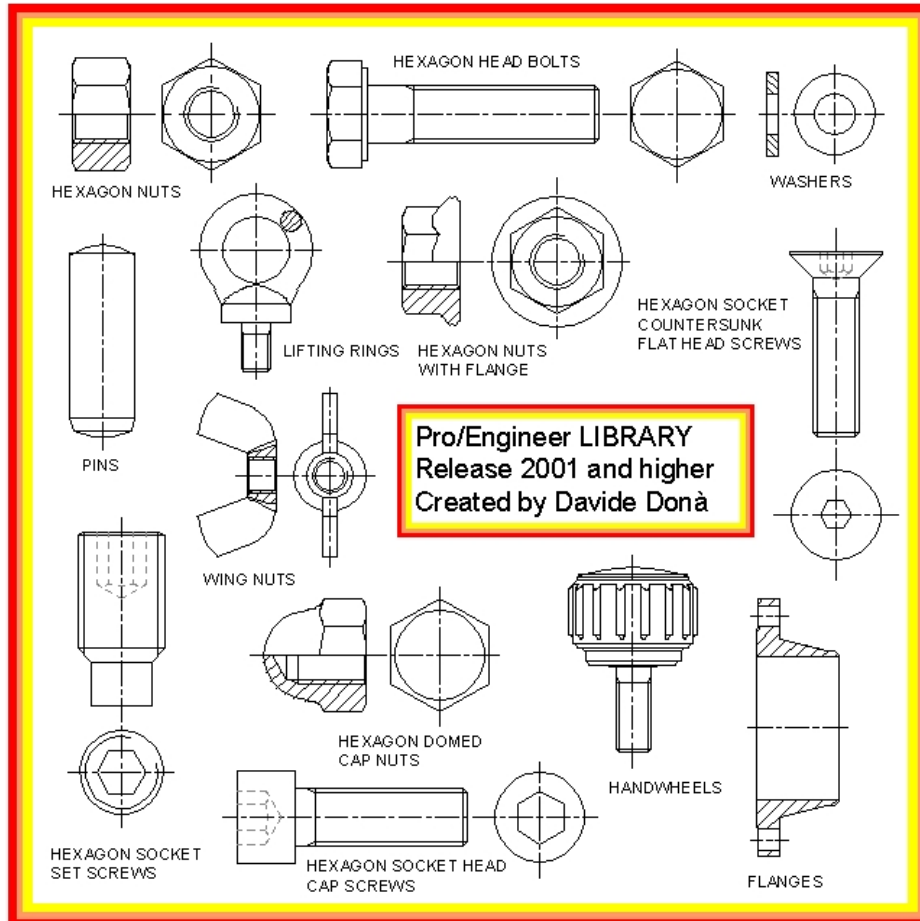 HEXAGON HEAD BOLTS
HEXAGON NUTS
WASHERS
LIFTING RINGS
HEXAGON NUTS
WITH FLANGE
HEXAGON SOCKET
COUNTERSUNK
FLAT HEAD SCREWS
PINS
Pro/Engineer LIBRARY
Release 2001 and higher
Created by Davide Donà
WING NUTS
HEXAGON DOMED
CAP NUTS
HANDWHEELS
HEXAGON SOCKET
SET SCREWS
HEXAGON SOCKET HEAD
CAP SCREWS
FLANGES